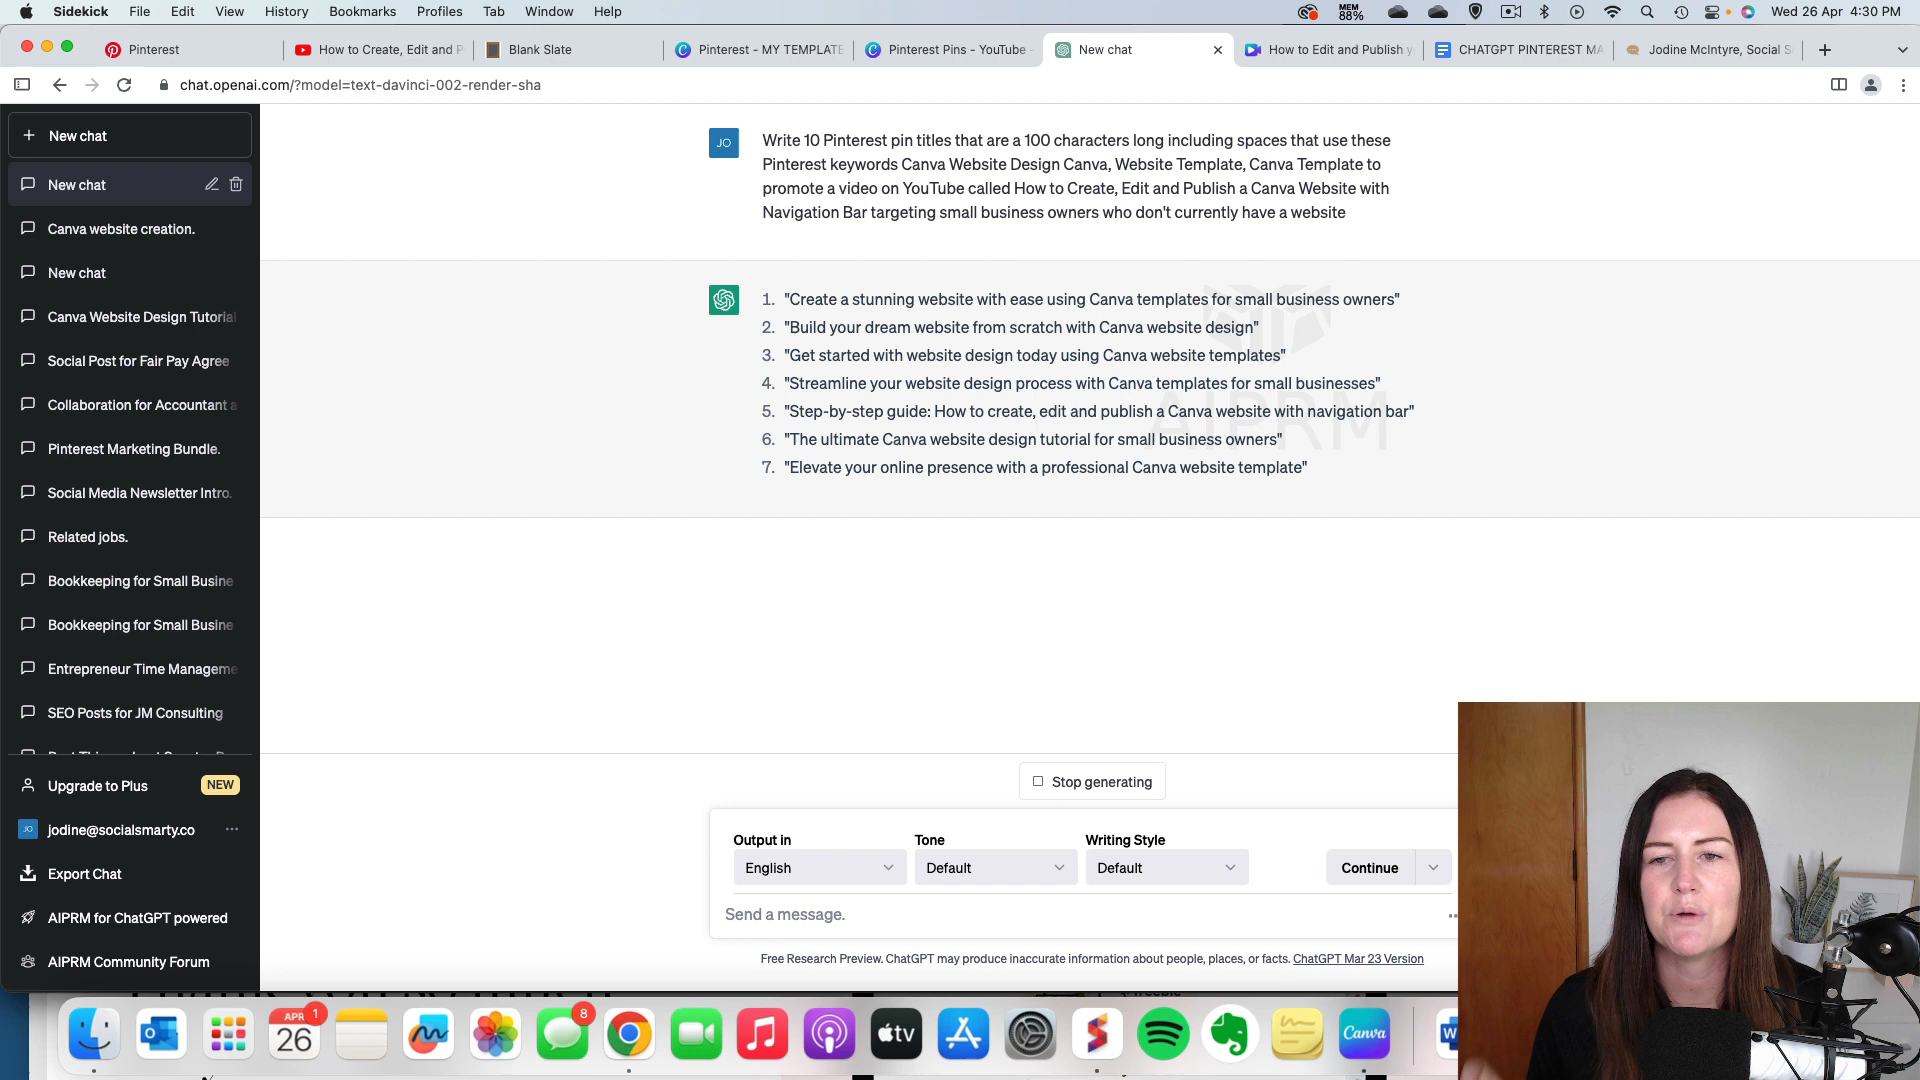 Sidekick File Edit View History Bookmarks Profiles Tab Window Help MEM 88% Wed 26 Apr 4:30 PM
Pinterest How to Create, Edit and P Blank Slate Pinterest - MY TEMPLATE Pinterest Pins - YouTube - New chat How to Edit and Publish y CHATGPT PINTEREST MA Jodine McIntyre, Social S
chat.openai.com/?model=text-davinci-002-render-sha
New chat
New chat
Canva website creation.
New chat
Canva Website Design Tutorial
Social Post for Fair Pay Agree
Collaboration for Accountant a
Pinterest Marketing Bundle.
Social Media Newsletter Intro.
Related jobs.
Bookkeeping for Small Busine
Bookkeeping for Small Busine
Entrepreneur Time Manageme
SEO Posts for JM Consulting
Upgrade to Plus NEW
JO jodine@socialsmarty.co
Export Chat
AIPRM for ChatGPT powered
AIPRM Community Forum
JO
Write 10 Pinterest pin titles that are a 100 characters long including spaces that use these
Pinterest keywords Canva Website Design Canva, Website Template, Canva Template to
promote a video on YouTube called How to Create, Edit and Publish a Canva Website with
Navigation Bar targeting small business owners who don't currently have a website
1. "Create a stunning website with ease using Canva templates for small business owners"
2. "Build your dream website from scratch with Canva website design"
3. "Get started with website design today using Canva website templates"
4. "Streamline your website design process with Canva templates for small businesses"
5. "Step-by-step guide: How to create, edit and publish a Canva website with navigation bar"
6. "The ultimate Canva website design tutorial for small business owners"
7. "Elevate your online presence with a professional Canva website template"
AIPRM
Stop generating
Output in Tone Writing Style
English Default Default Continue
Send a message.
Free Research Preview. ChatGPT may produce inaccurate information about people, places, or facts. ChatGPT Mar 23 Version
APR 26 1 8 tv Canva W